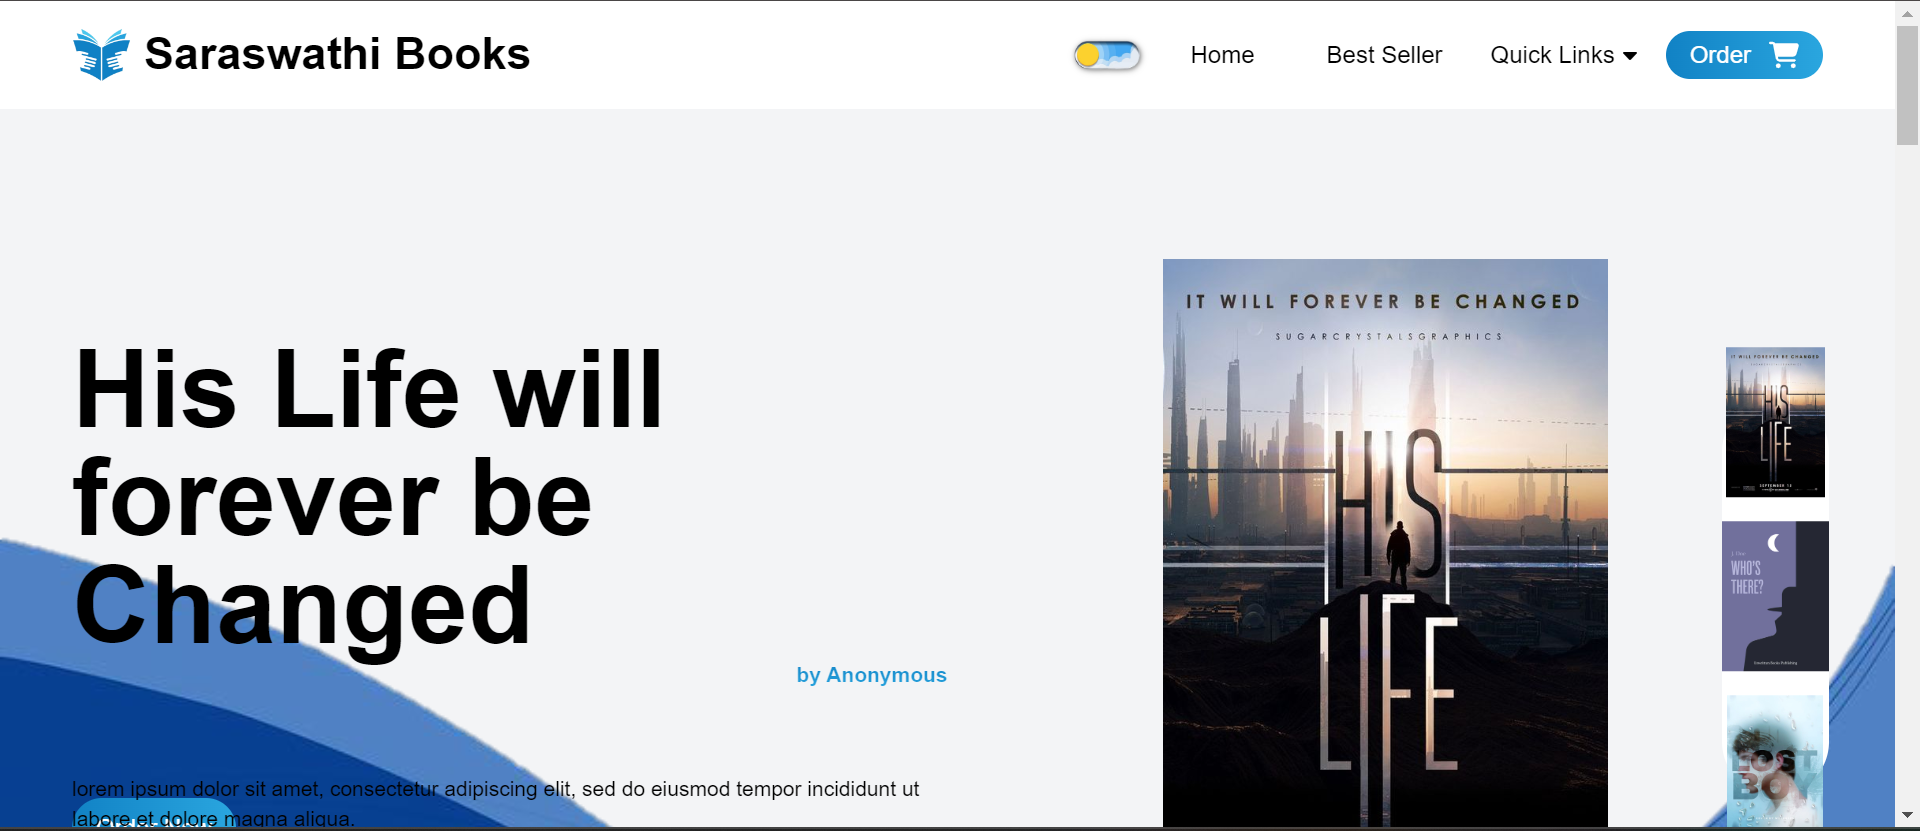 Saraswathi Books
Home
Best Seller
Quick Links
Order
IT WILL FOREVER BE CHANGED
SUGARCRYSTALSGRAPHICS
HIS
LIFE
His Life will
forever be
Changed
by Anonymous
lorem ipsum dolor sit amet, consectetur adipiscing elit, sed do eiusmod tempor incididunt ut
labore et dolore magna aliqua.
IT WILL FOREVER BE CHANGED
HIS
LIFE
SEPTEMBER
WHO'S
THERE?
LOST
BOY